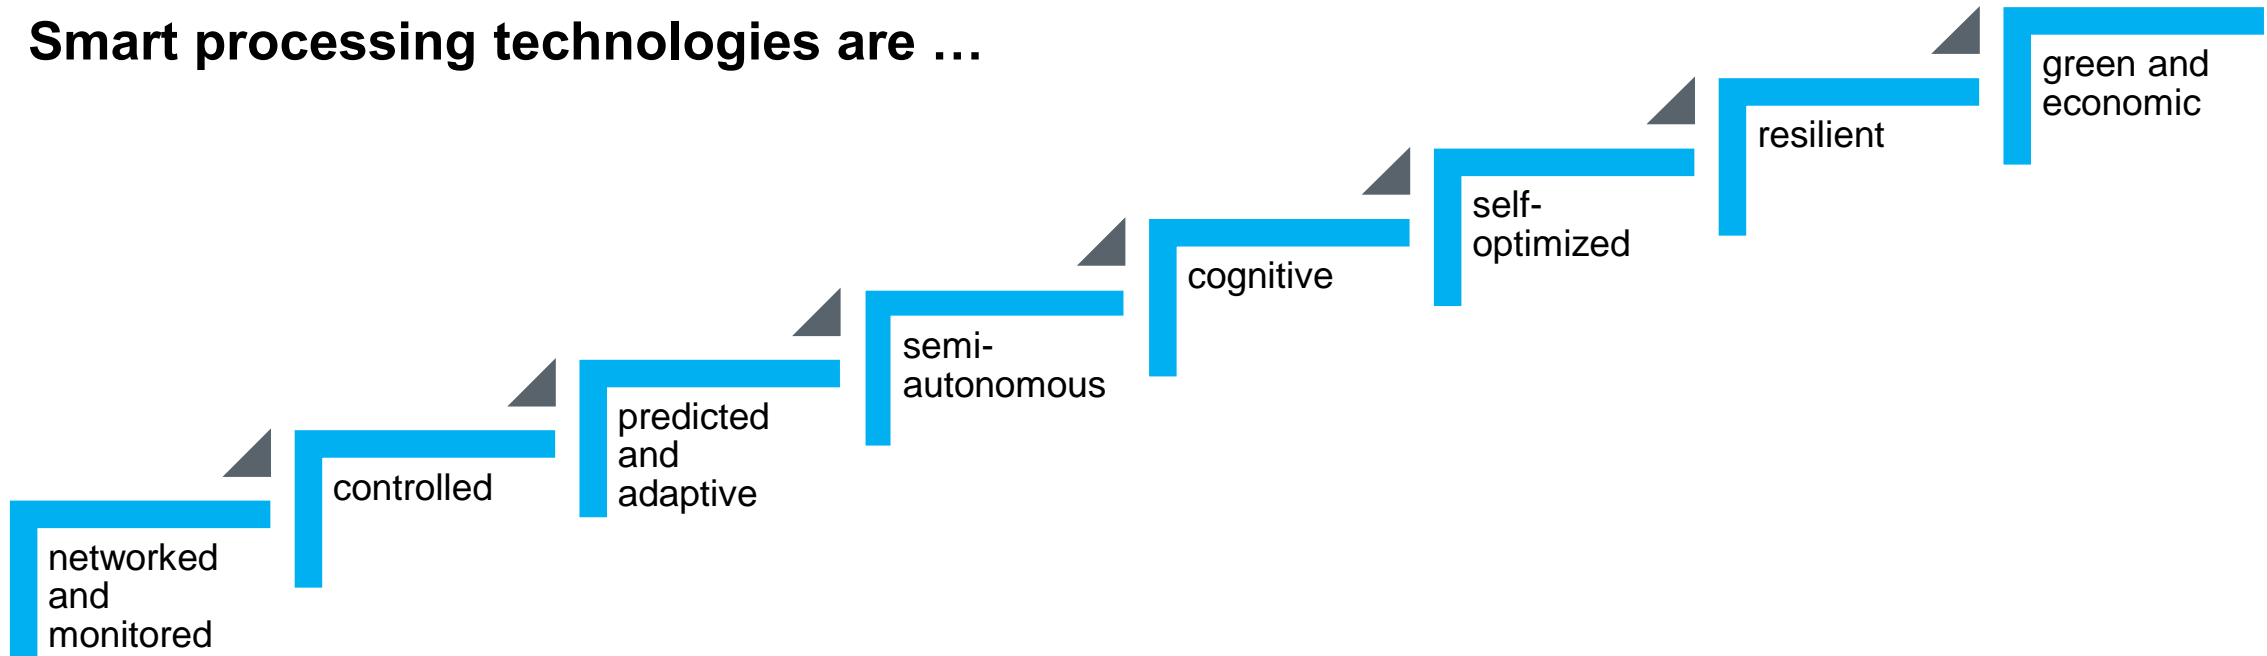 Smart processing technologies are …
networked
and
monitored
controlled
predicted
and
adaptive
semi-
autonomous
cognitive
self-
optimized
resilient
green and
economic